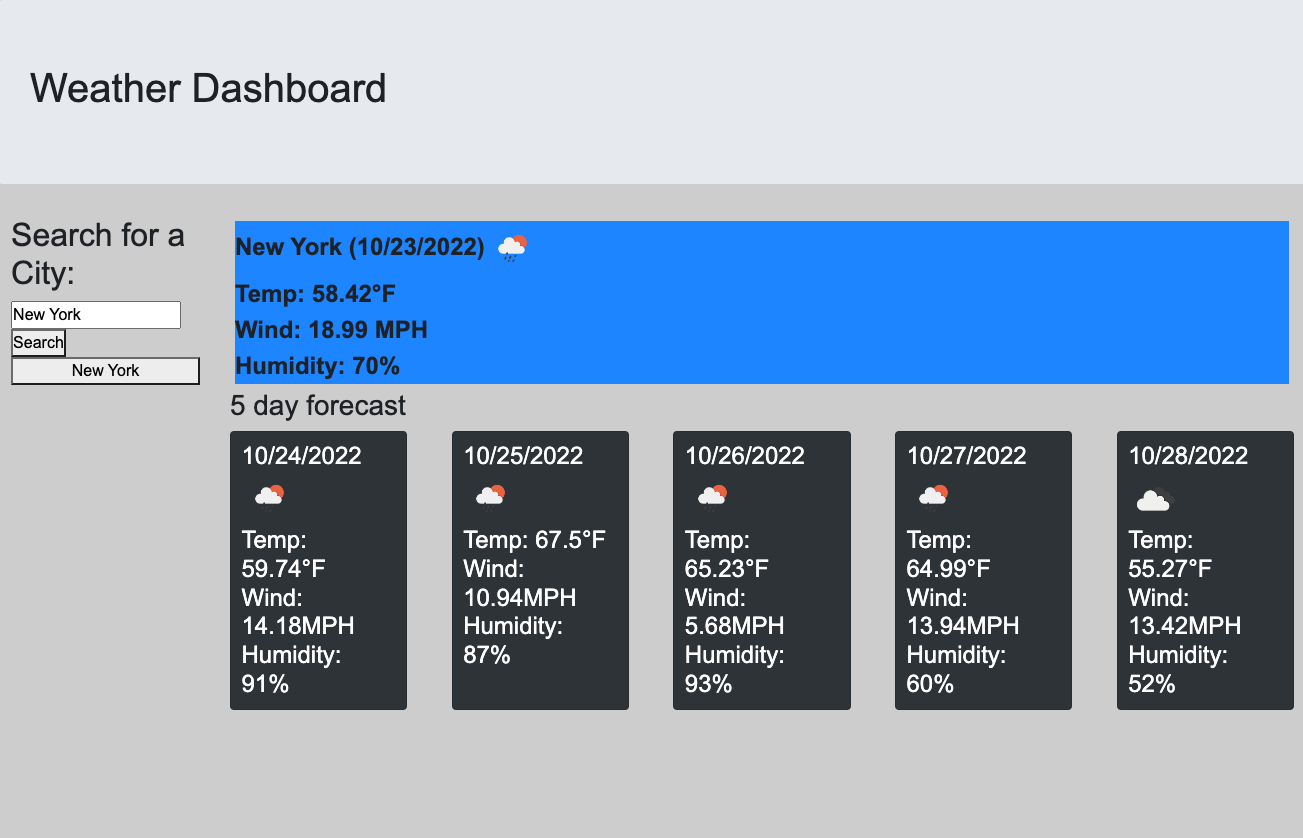 Weather Dashboard
Search for a
City:
New York
Search
New York
New York (10/23/2022)
Temp: 58.42°F
Wind: 18.99 MPH
Humidity: 70%
5 day forecast
10/24/2022
Temp:
59.74°F
Wind:
14.18MPH
Humidity:
91%
10/25/2022
Temp: 67.5°F
Wind:
10.94MPH
Humidity:
87%
10/26/2022
Temp:
65.23°F
Wind:
5.68MPH
Humidity:
93%
10/27/2022
Temp:
64.99°F
Wind:
13.94MPH
Humidity:
60%
10/28/2022
Temp:
55.27°F
Wind:
13.42MPH
Humidity:
52%